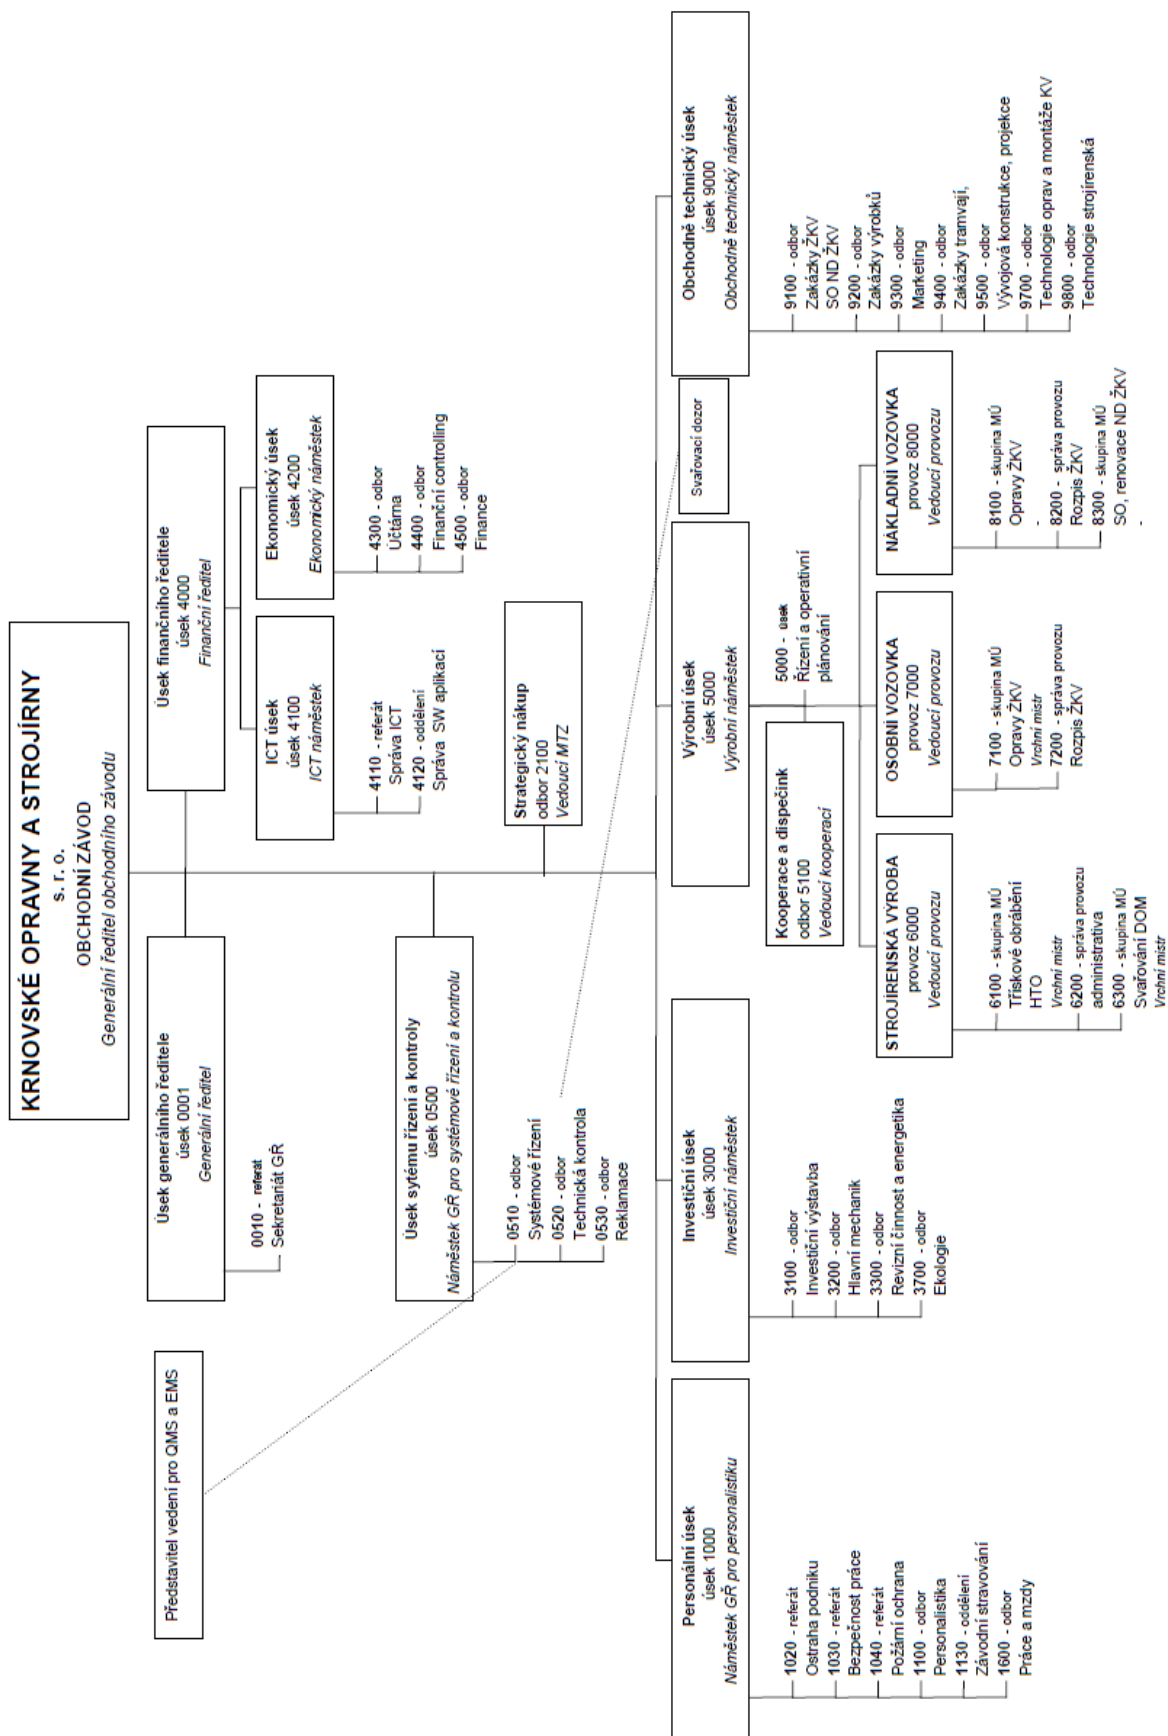 KRNOVSKÉ OPRAVNY A STROJÍRNY
s. r. o.
OBCHODNÍ ZÁVOD
Generální ředitel obchodního závodu
Představitel vedení pro QMS a EMS
Úsek generálního ředitele
úsek 0001
Generální ředitel
0010 - referát
Sekretariát GŘ
Úsek finančního ředitele
úsek 4000
Finanční ředitel
ICT úsek
úsek 4100
ICT náměstek
4110 - referát
Správa ICT
4120 - oddělení
Správa SW aplikací
Ekonomický úsek
úsek 4200
Ekonomický náměstek
4300 - odbor
Účtárna
4400 - odbor
Finanční controlling
4500 - odbor
Finance
Úsek sytému řízení a kontroly
úsek 0500
Náměstek GŘ pro systémové řízení a kontrolu
0510 - odbor
Systémové řízení
0520 - odbor
Technická kontrola
0530 - odbor
Reklamace
Strategický nákup
odbor 2100
Vedoucí MTZ
Personální úsek
úsek 1000
Náměstek GŘ pro personalistiku
1020 - referát
Ostraha podniku
1030 - referát
Bezpečnost práce
1040 - referát
Požární ochrana
1100 - odbor
Personalistika
1130 - oddělení
Závodní stravování
1600 - odbor
Práce a mzdy
Investiční úsek
úsek 3000
Investiční náměstek
3100 - odbor
Investiční výstavba
3200 - odbor
Hlavní mechanik
3300 - odbor
Revizní činnost a energetika
3700 - odbor
Ekologie
Výrobní úsek
úsek 5000
Výrobní náměstek
Svařovací dozor
Obchodně technický úsek
úsek 9000
Obchodně technický náměstek
9100 - odbor
Zakázky ŽKV
SO ND ŽKV
9200 - odbor
Zakázky výrobků
9300 - odbor
Marketing
9400 - odbor
Zakázky tramvají,
9500 - odbor
Vývojová konstrukce, projekce
9700 - odbor
Technologie oprav a montáže KV
9800 - odbor
Technologie strojírenská
Kooperace a dispečink
odbor 5100
Vedoucí kooperací
5000 - úsek
Řízení a operativní
plánování
STROJÍRENSKÁ VÝROBA
provoz 6000
Vedoucí provozu
6100 - skupina MÚ
Třískové obrábění
HTO
Vrchní mistr
6200 - správa provozu
administrativa
6300 - skupina MÚ
Svařování DOM
Vrchní mistr
OSOBNÍ VOZOVKA
provoz 7000
Vedoucí provozu
7100 - skupina MÚ
Opravy ŽKV
Vrchní mistr
7200 - správa provozu
Rozpis ŽKV
NÁKLADNÍ VOZOVKA
provoz 8000
Vedoucí provozu
8100 - skupina MÚ
Opravy ŽKV
-
8200 - správa provozu
Rozpis ŽKV
8300 - skupina MÚ
SO, renovace ND ŽKV
-